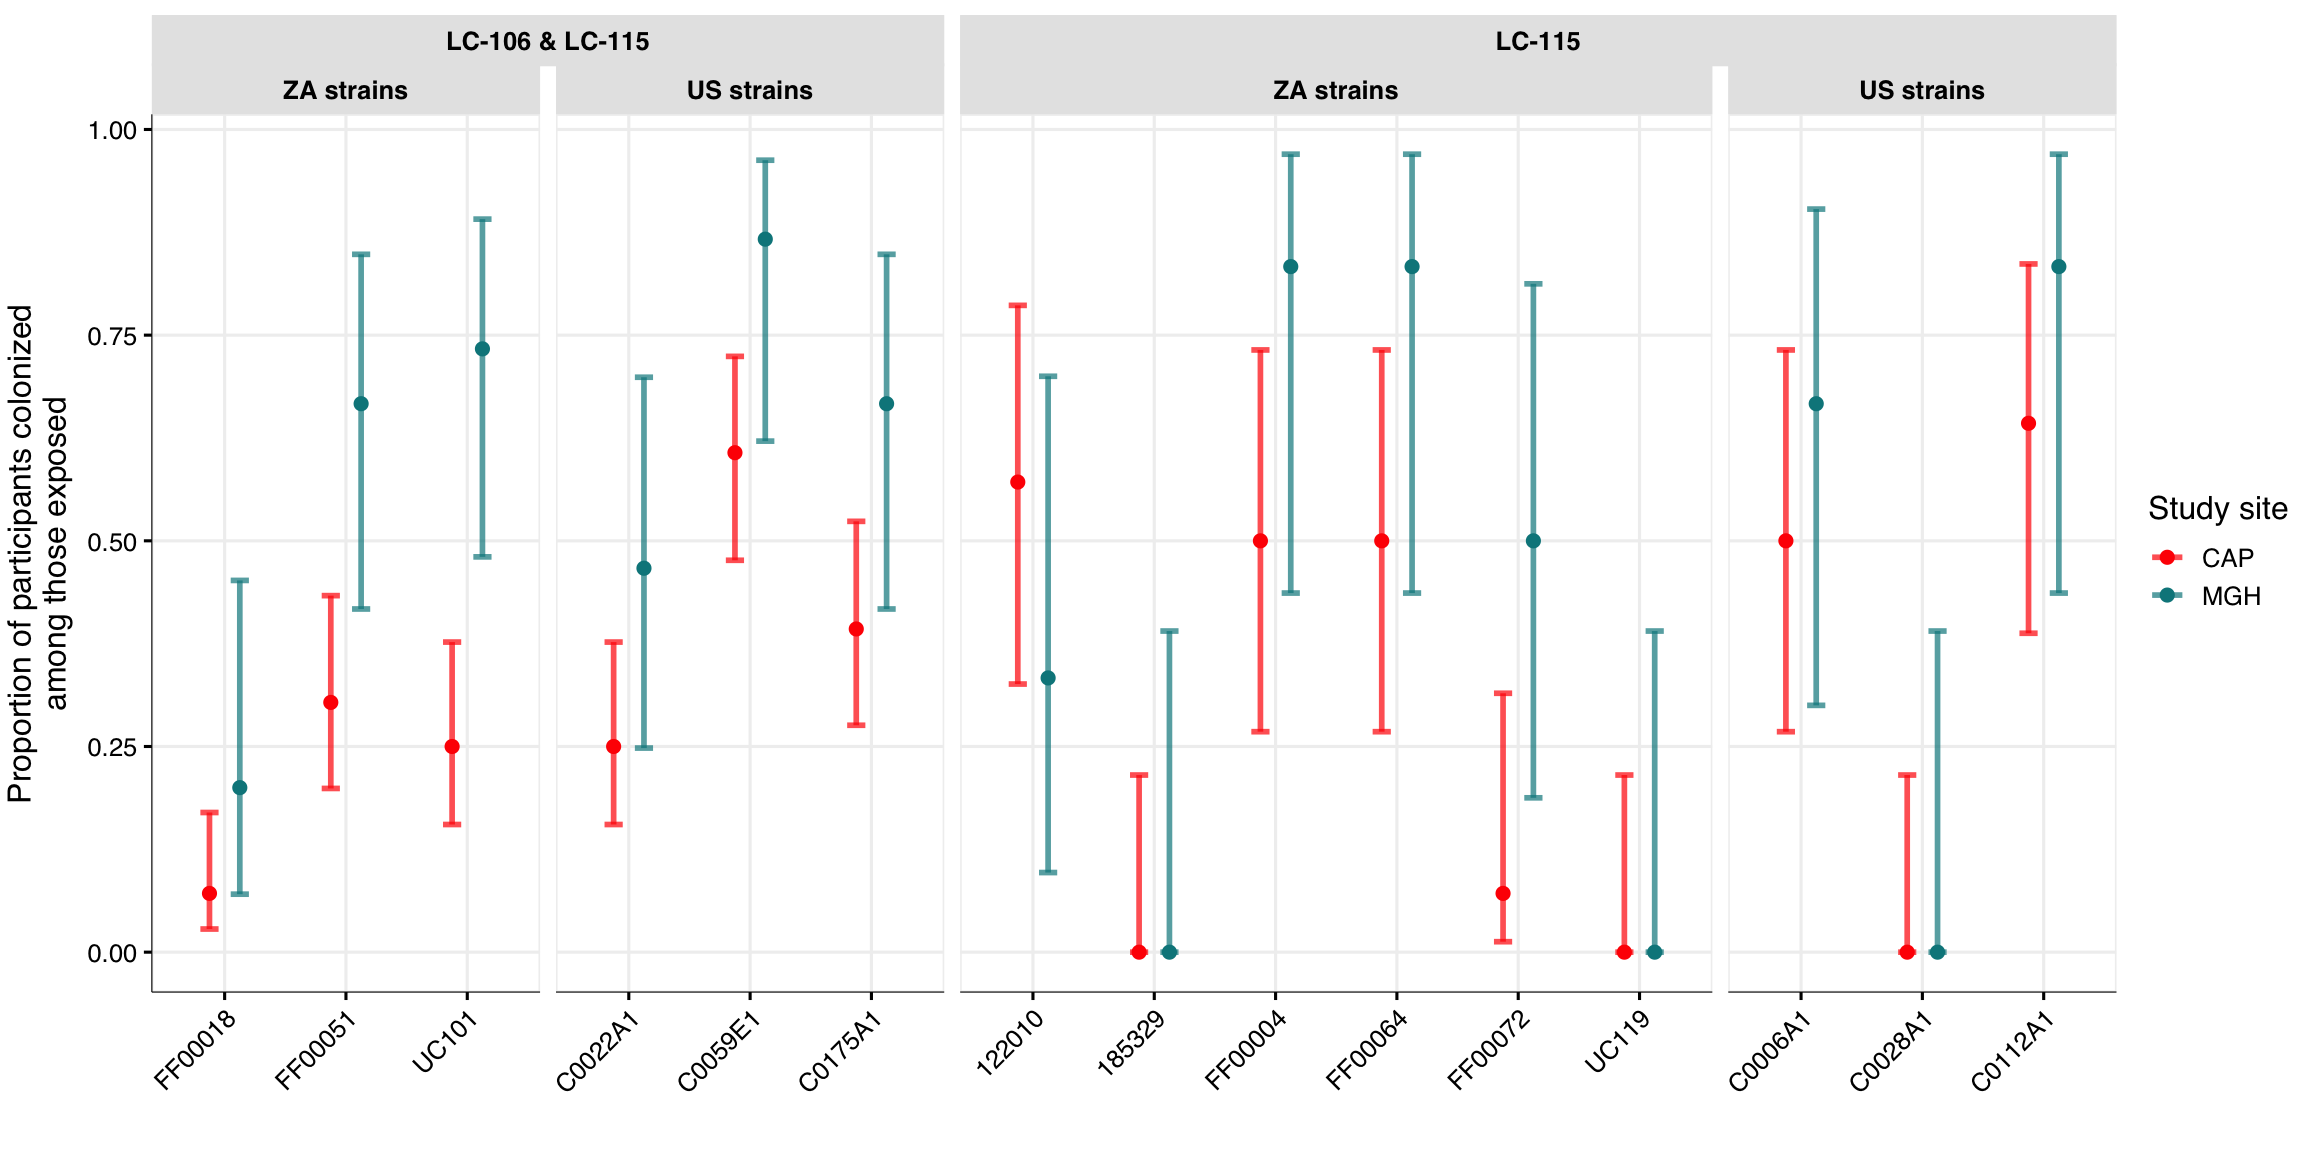 LC-106 & LC-115
LC-115
ZA strains
US strains
ZA strains
US strains
Proportion of participants colonized
among those exposed
1.00
0.75
0.50
0.25
0.00
FF00018
FF00051
UC101
C0022A1
C0059E1
C0175A1
122010
185329
FF00004
FF00064
FF00072
UC119
C0006A1
C0028A1
C0112A1
Study site
CAP
MGH